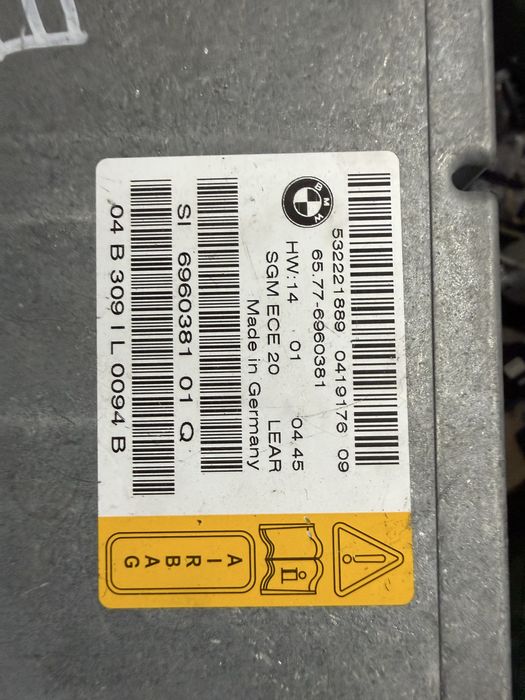 BMW
532221889 0419176 09
65.77-6960381
HW:14 01 04.45
SGM ECE 20 LEAR
Made in Germany
SI 6960381 01 Q
04 B 309 I L 0094 B
AIRBAG